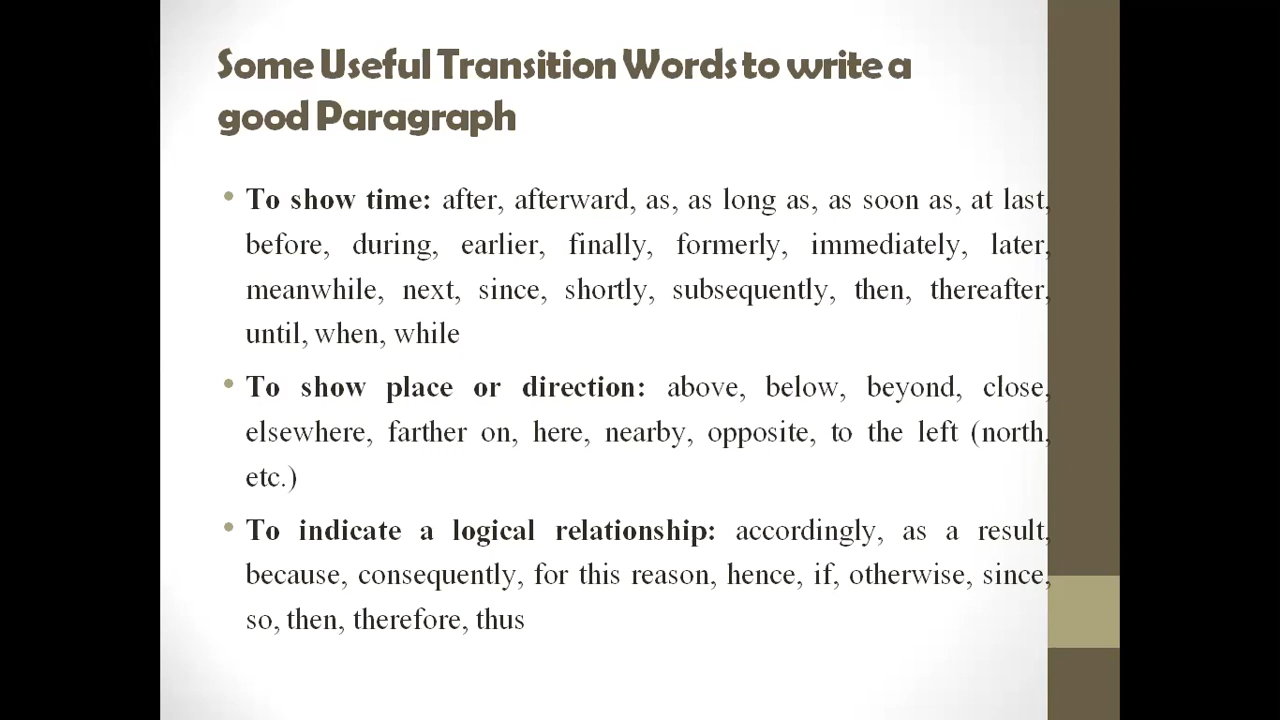 Some Useful Transition Words to write a
good Paragraph
• To show time: after, afterward, as, as long as, as soon as, at last,
before, during, earlier, finally, formerly, immediately, later,
meanwhile, next, since, shortly, subsequently, then, thereafter,
until, when, while
• To show place or direction: above, below, beyond, close,
elsewhere, farther on, here, nearby, opposite, to the left (north,
etc.)
• To indicate a logical relationship: accordingly, as a result,
because, consequently, for this reason, hence, if, otherwise, since,
so, then, therefore, thus